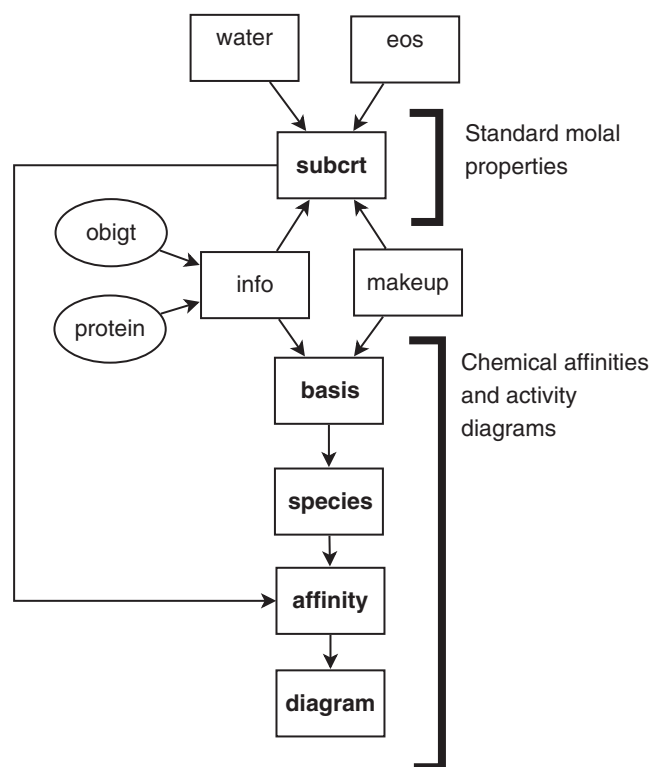 water
eos
subcrt
Standard molal
properties
obigt
info
makeup
protein
basis
Chemical affinities
and activity
diagrams
species
affinity
diagram